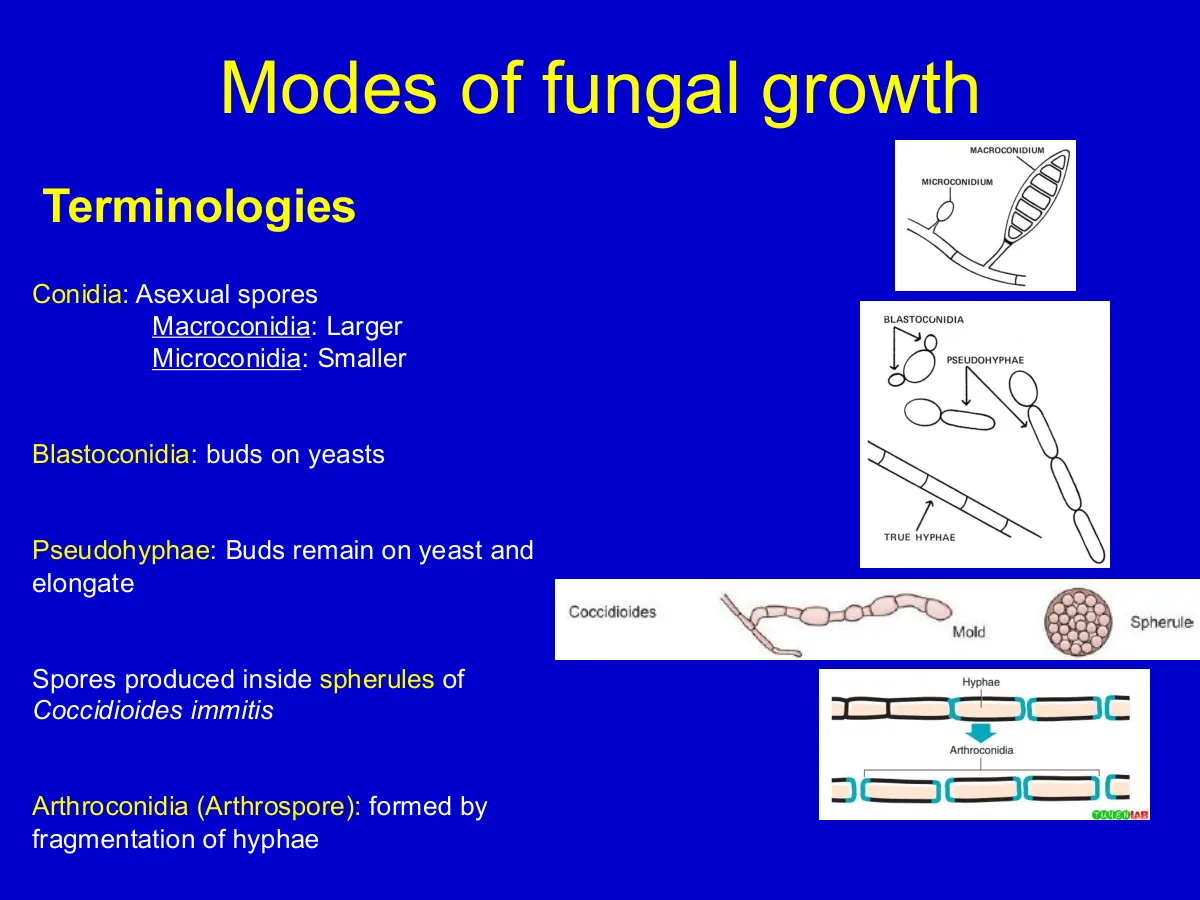 Modes of fungal growth
Terminologies
Conidia: Asexual spores
Macroconidia: Larger
Microconidia: Smaller
Blastoconidia: buds on yeasts
Pseudohyphae: Buds remain on yeast and
elongate
Spores produced inside spherules of
Coccidioides immitis
Arthroconidia (Arthrospore): formed by
fragmentation of hyphae
MACROCONIDIUM
MICROCONIDIUM
BLASTOCONIDIA
PSEUDOHYPHAE
TRUE HYPHAE
Coccidioides
Mold
Spherule
Hyphae
Arthroconidia